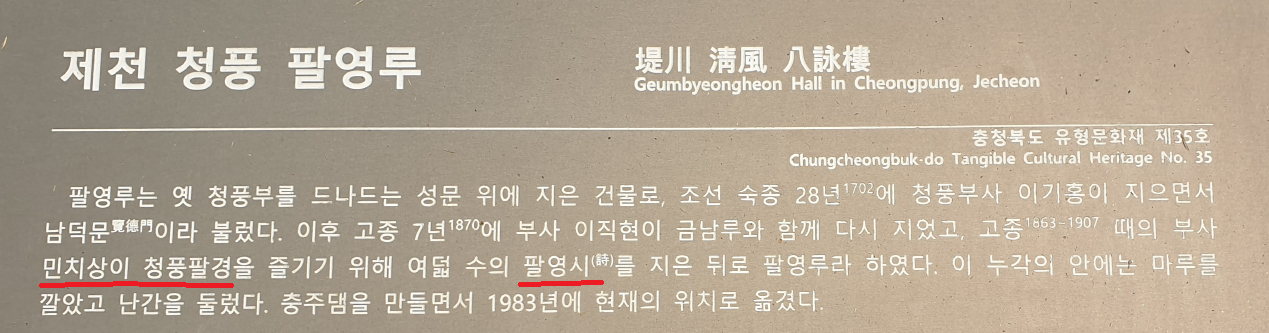 제천 청풍 팔영루
堤川 淸風 八詠樓
Geumbyeongheon Hall in Cheongpung, Jecheon
충청북도 유형문화재 제35호
Chungcheongbuk-do Tangible Cultural Heritage No. 35
팔영루는 옛 청풍부를 드나드는 성문 위에 지은 건물로, 조선 숙종 28년1702에 청풍부사 이기홍이 지으면서
남덕문覽德門이라 불렀다. 이후 고종 7년1870에 부사 이직현이 금남루와 함께 다시 지었고, 고종1863-1907 때의 부사
민치상이 청풍팔경을 즐기기 위해 여덟 수의 팔영시(詩)를 지은 뒤로 팔영루라 하였다. 이 누각의 안에는 마루를
깔았고 난간을 둘렀다. 충주댐을 만들면서 1983년에 현재의 위치로 옮겼다.